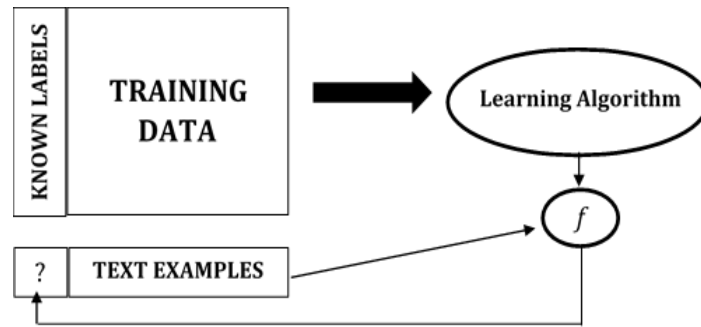 KNOWN LABELS
TRAINING
DATA
Learning Algorithm
f
?
TEXT EXAMPLES